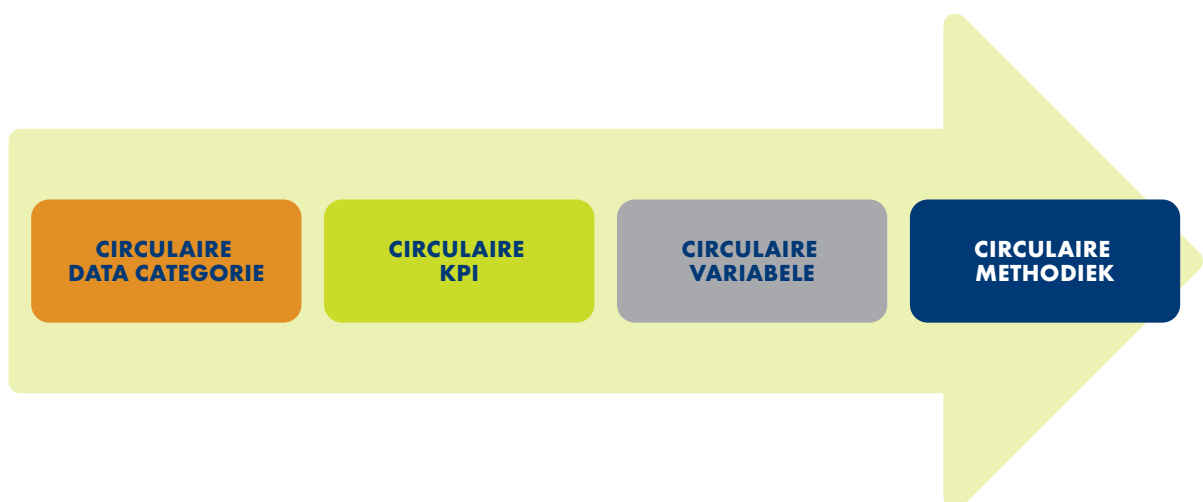 CIRCULAIRE
DATA CATEGORIE
CIRCULAIRE
KPI
CIRCULAIRE
VARIABELE
CIRCULAIRE
METHODIEK